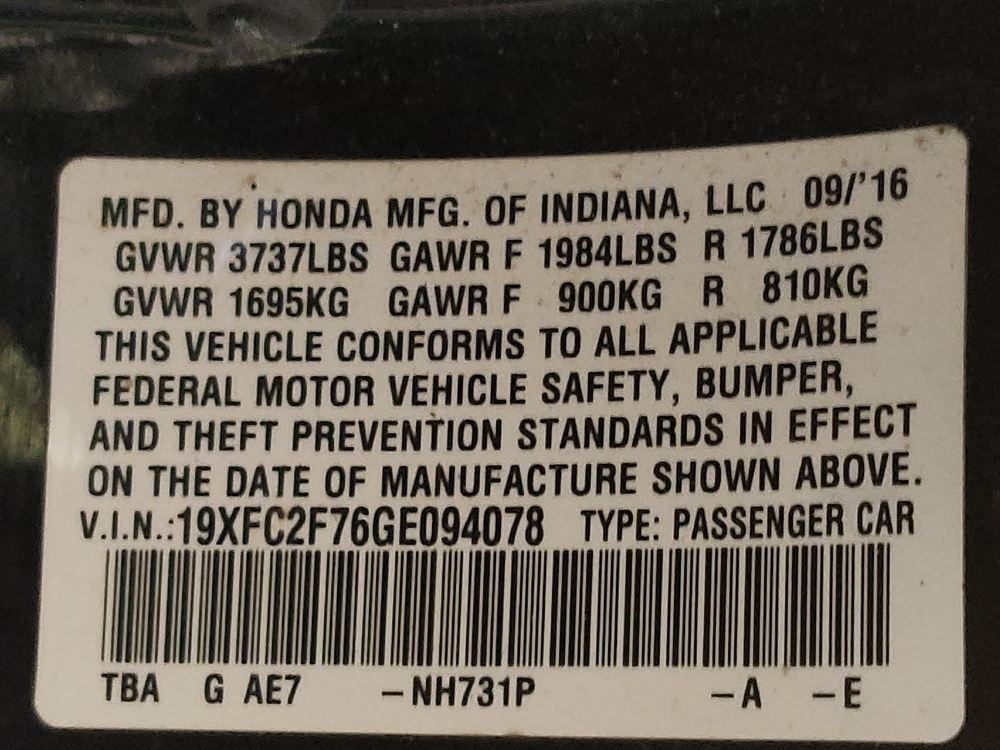 MFD. BY HONDA MFG. OF INDIANA, LLC 09/'16
GVWR 3737LBS GAWR F 1984LBS R 1786LBS
GVWR 1695KG GAWR F 900KG R 810KG
THIS VEHICLE CONFORMS TO ALL APPLICABLE
FEDERAL MOTOR VEHICLE SAFETY, BUMPER,
AND THEFT PREVENTION STANDARDS IN EFFECT
ON THE DATE OF MANUFACTURE SHOWN ABOVE.
V.I.N.:19XFC2F76GE094078 TYPE: PASSENGER CAR
TBA G AE7 -NH731P -A -E